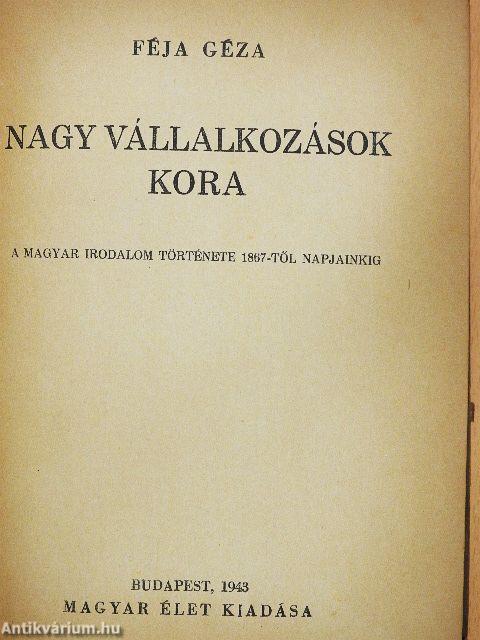 FÉJA GÉZA
NAGY VÁLLALKOZÁSOK
KORA
A MAGYAR IRODALOM TÖRTÉNETE 1867-TŐL NAPJAINKIG
BUDAPEST, 1943
MAGYAR ÉLET KIADÁSA
Antikvárium.hu